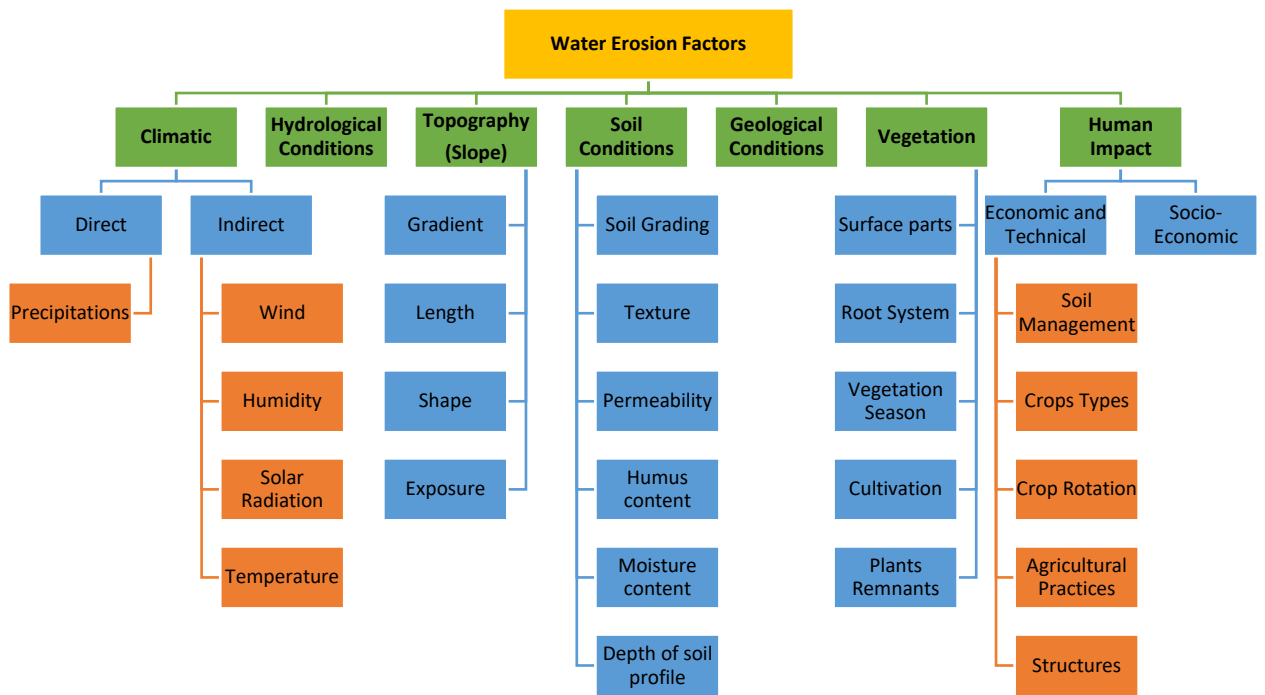 Water Erosion Factors
Climatic
Hydrological
Conditions
Topography
(Slope)
Soil
Conditions
Geological
Conditions
Vegetation
Human
Impact
Direct
Indirect
Gradient
Soil Grading
Surface parts
Economic and
Technical
Socio-
Economic
Precipitations
Wind
Length
Texture
Root System
Soil
Management
Humidity
Shape
Permeability
Vegetation
Season
Crops Types
Solar
Radiation
Exposure
Humus
content
Cultivation
Crop Rotation
Temperature
Moisture
content
Plants
Remnants
Agricultural
Practices
Depth of soil
profile
Structures